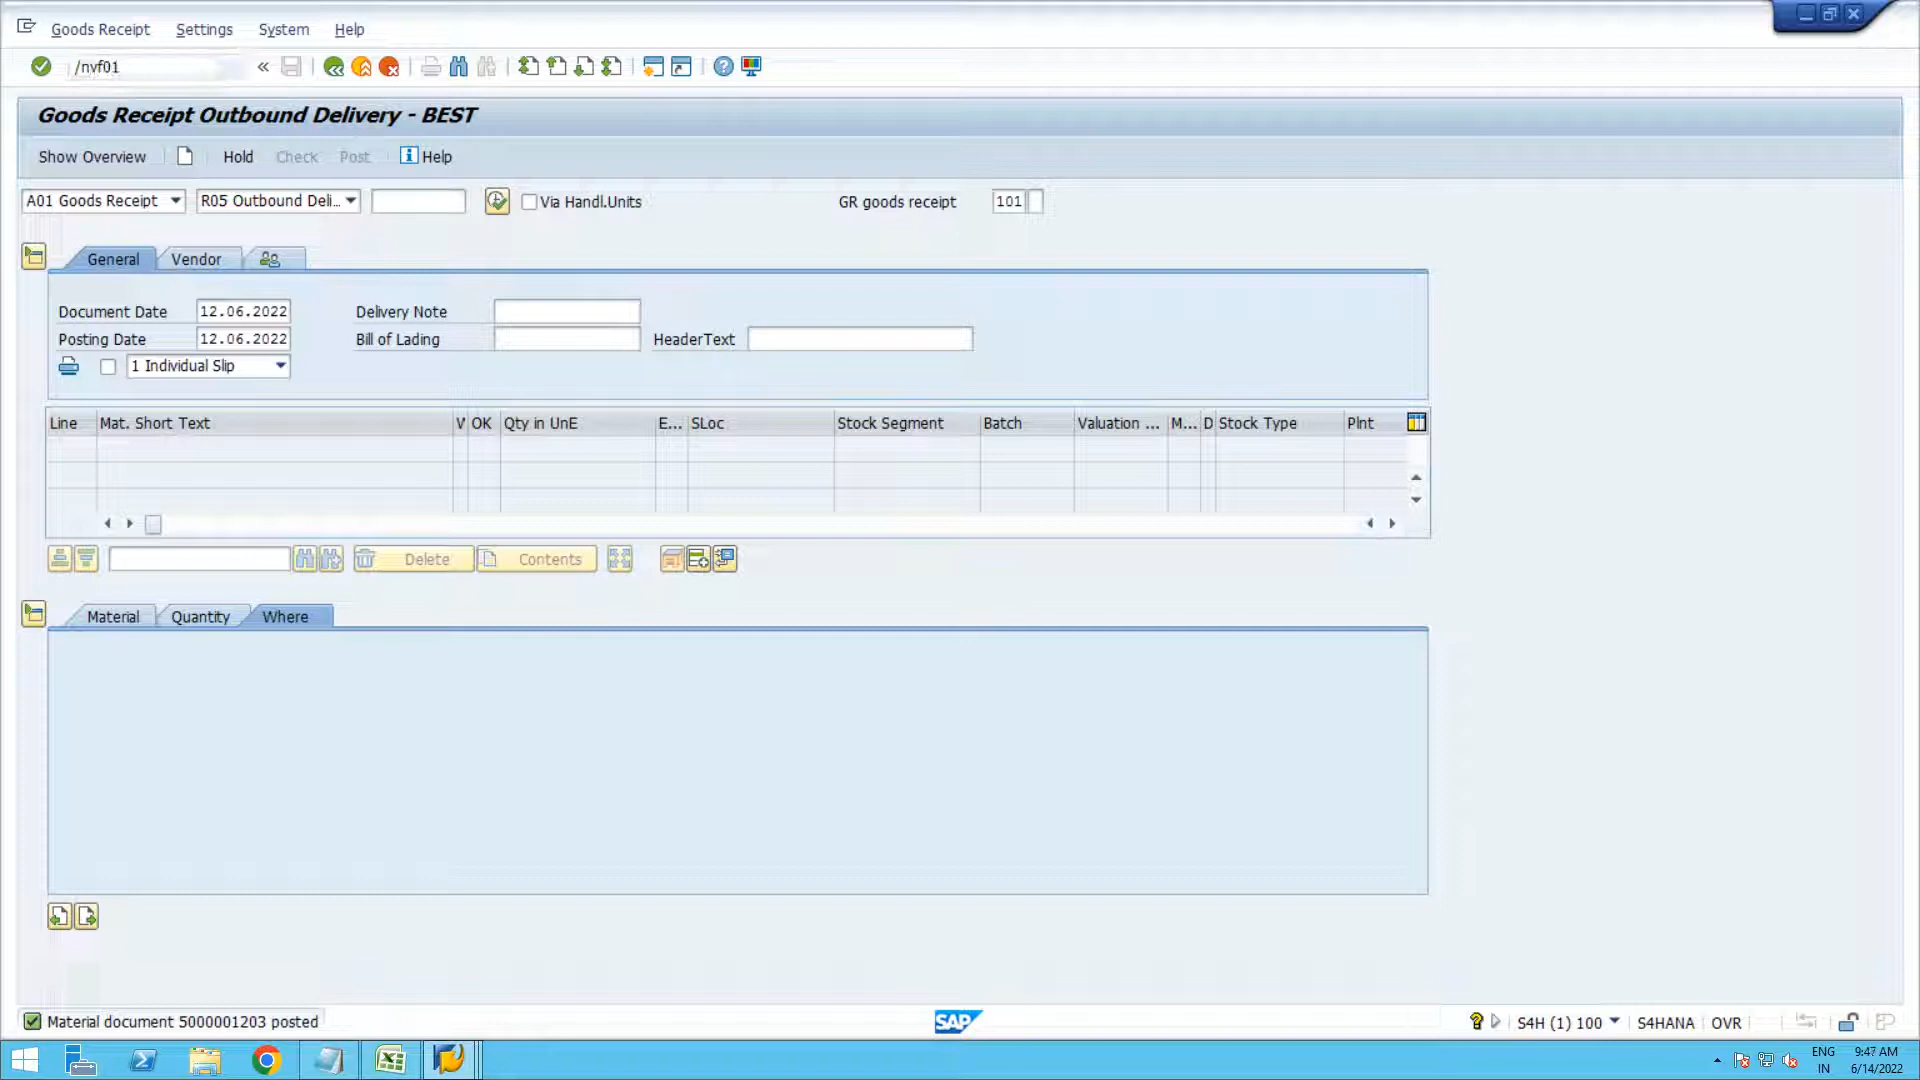 Goods Receipt Settings System Help
/nvf01 «
Goods Receipt Outbound Delivery - BEST
Show Overview Hold Check Post Help
A01 Goods Receipt R05 Outbound Deli... Via Handl.Units GR goods receipt 101
General Vendor
Document Date 12.06.2022 Delivery Note
Posting Date 12.06.2022 Bill of Lading HeaderText
1 Individual Slip
Line Mat. Short Text V OK Qty in UnE E... SLoc Stock Segment Batch Valuation ... M... D Stock Type Plnt
Delete Contents
Material Quantity Where
Material document 5000001203 posted SAP S4H (1) 100 S4HANA OVR
ENG 9:47 AM
IN 6/14/2022